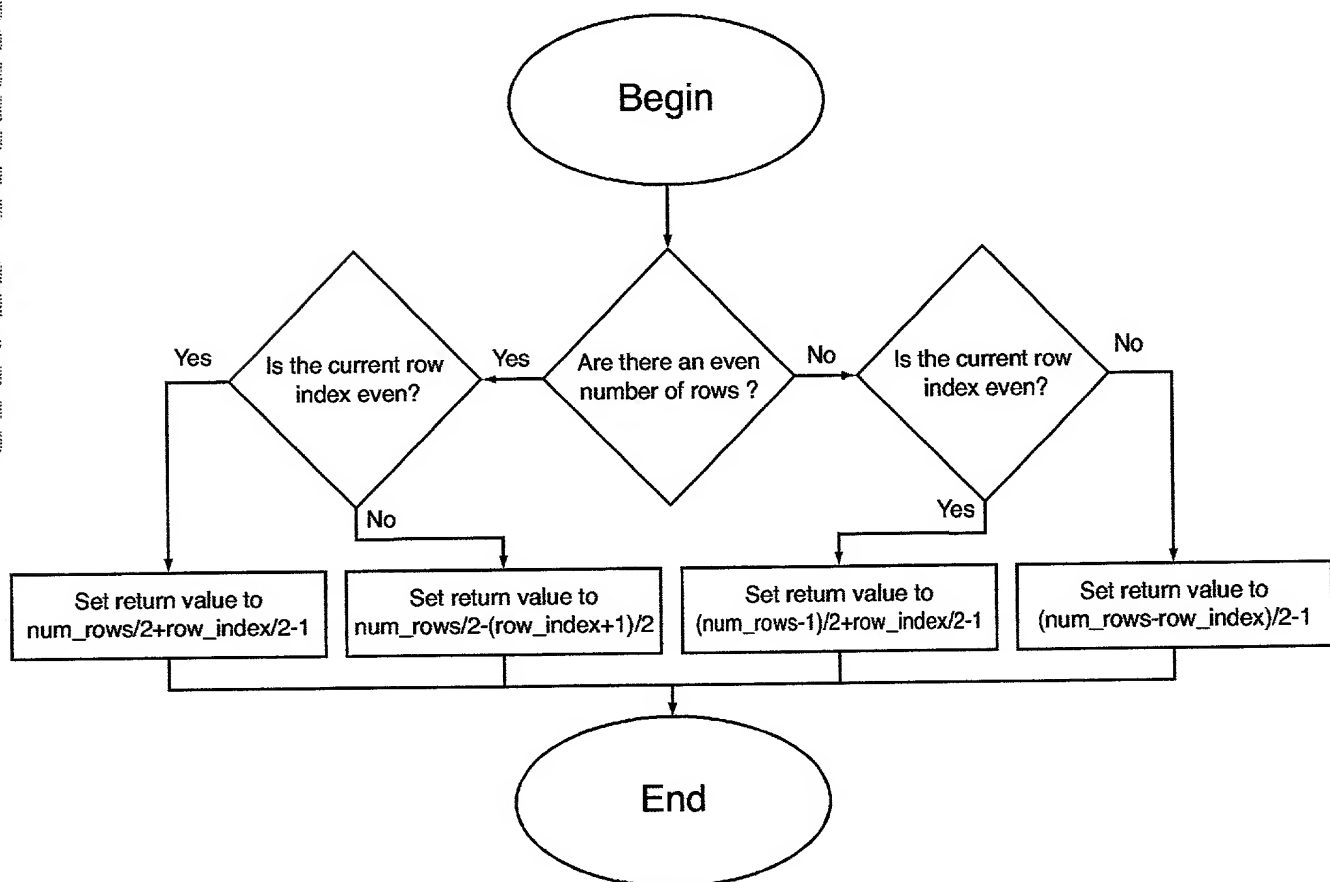 Begin
Yes
Is the current row
index even?
Yes
Are there an even
number of rows ?
No
Is the current row
index even?
No
No
Yes
Set return value to
num_rows/2+row_index/2-1
Set return value to
num_rows/2-(row_index+1)/2
Set return value to
(num_rows-1)/2+row_index/2-1
Set return value to
(num_rows-row_index)/2-1
End